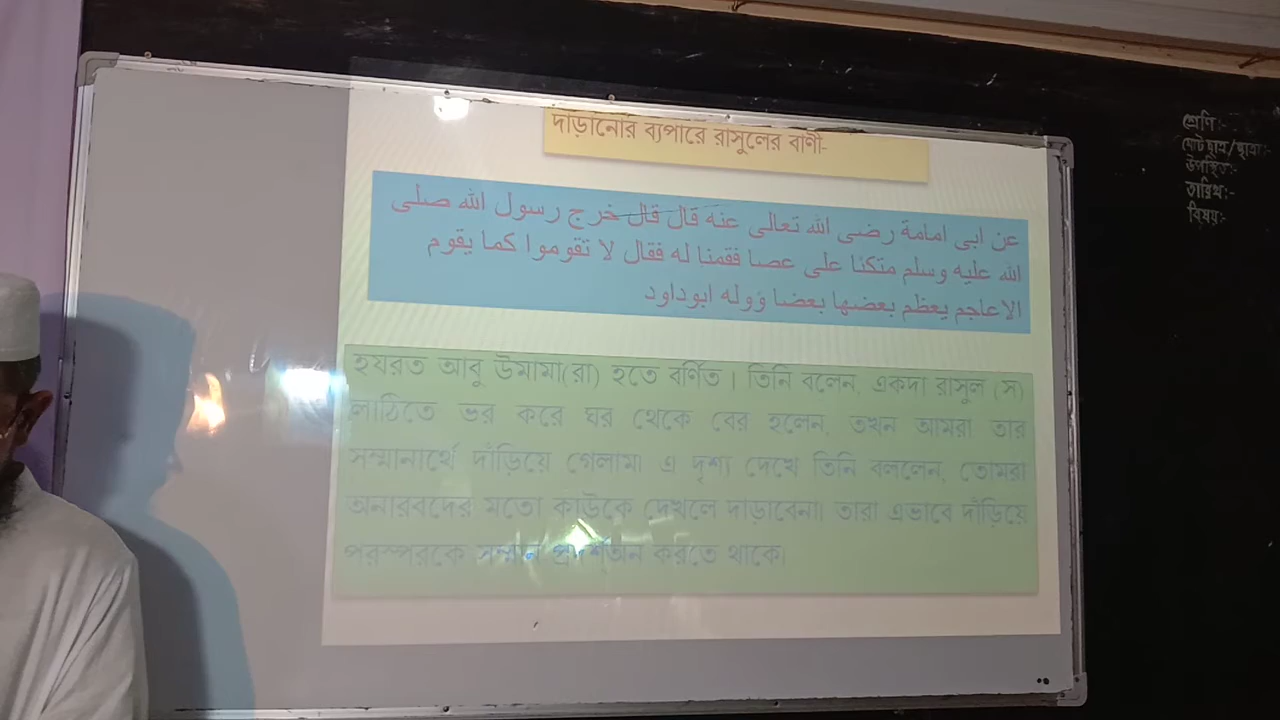 দাঁড়ানোর ব্যপারে রাসুলের বাণী-
عن ابى امامة رضى الله تعالى عنه قال قال خرج رسول الله صلى
الله عليه وسلم متكئا على عصا فقمنا له فقال لا تقوموا كما يقوم
الاعاجم يعظم بعضها بعضا ؤوله ابوداود
হযরত আবু উমামা(রা) হতে বর্ণিত । তিনি বলেন, একদা রাসুল (স)
লাঠিতে ভর করে ঘর থেকে বের হলেন, তখন আমরা তার
সম্মানার্থে দাঁড়িয়ে গেলাম। এ দৃশ্য দেখে তিনি বললেন, তোমরা
অনারবদের মতো কাউকে দেখলে দাড়াবেনা। তারা এভাবে দাঁড়িয়ে
পরস্পরকে সম্মান করতে থাকে।
শ্রেণি:-
মোট ছাত্র/ছাত্রী:-
উপস্থিত:-
তারিখ:-
বিষয়:-